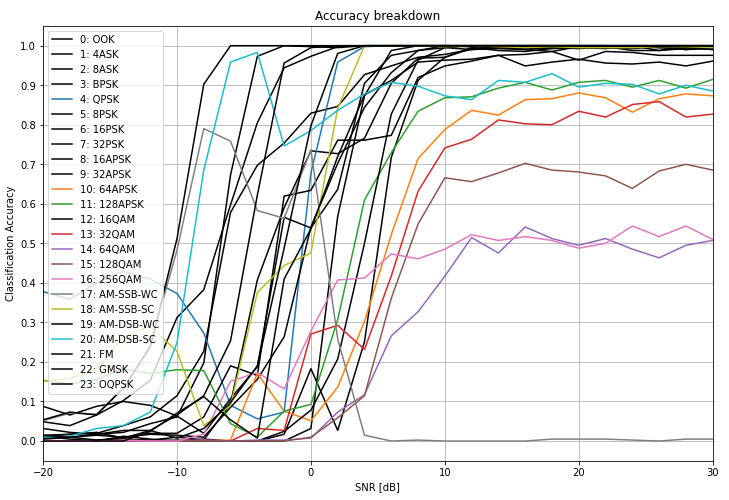 Accuracy breakdown
Classification Accuracy
1.0
0.9
0.8
0.7
0.6
0.5
0.4
0.3
0.2
0.1
0.0
0: OOK
1: 4ASK
2: 8ASK
3: BPSK
4: QPSK
5: 8PSK
6: 16PSK
7: 32PSK
8: 16APSK
9: 32APSK
10: 64APSK
11: 128APSK
12: 16QAM
13: 32QAM
14: 64QAM
15: 128QAM
16: 256QAM
17: AM-SSB-WC
18: AM-SSB-SC
19: AM-DSB-WC
20: AM-DSB-SC
21: FM
22: GMSK
23: OQPSK
−20 −10 0 10 20 30
SNR [dB]